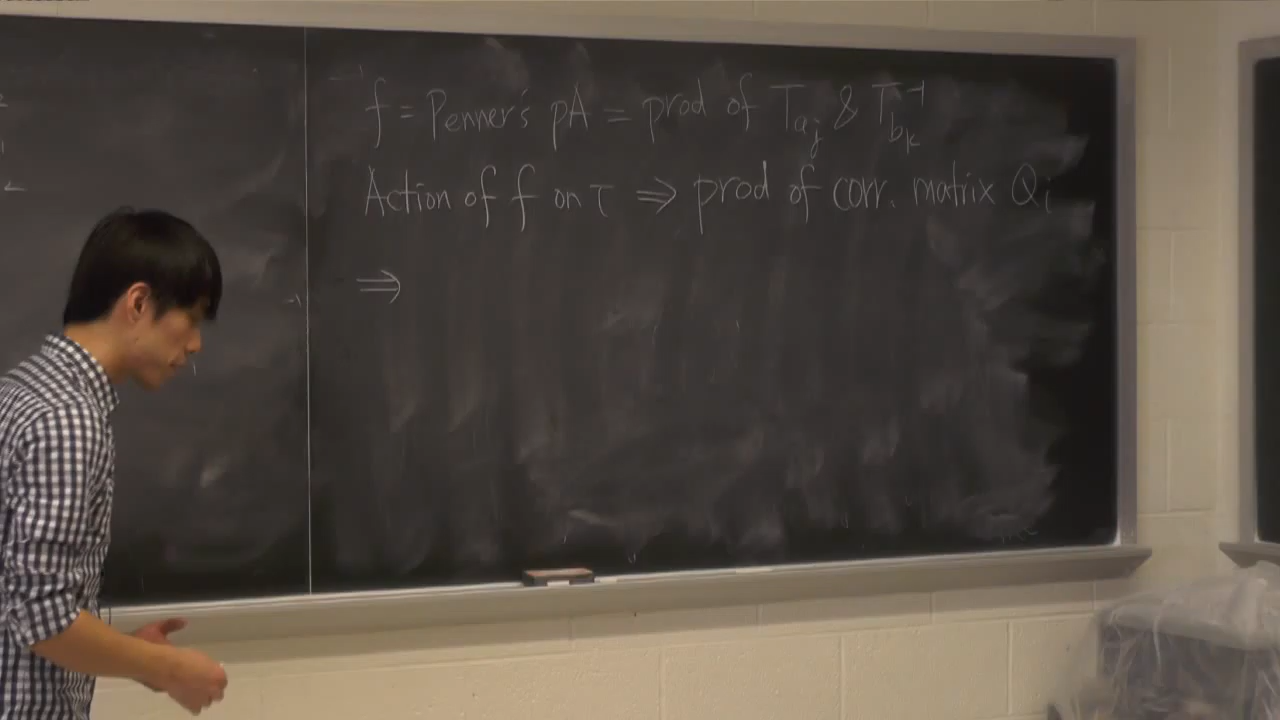 f = Penner's pA = prod of T_{a_j} & T_{b_k}^{-1}
Action of f on τ ⇒ prod of corr. matrix Q_i
⇒